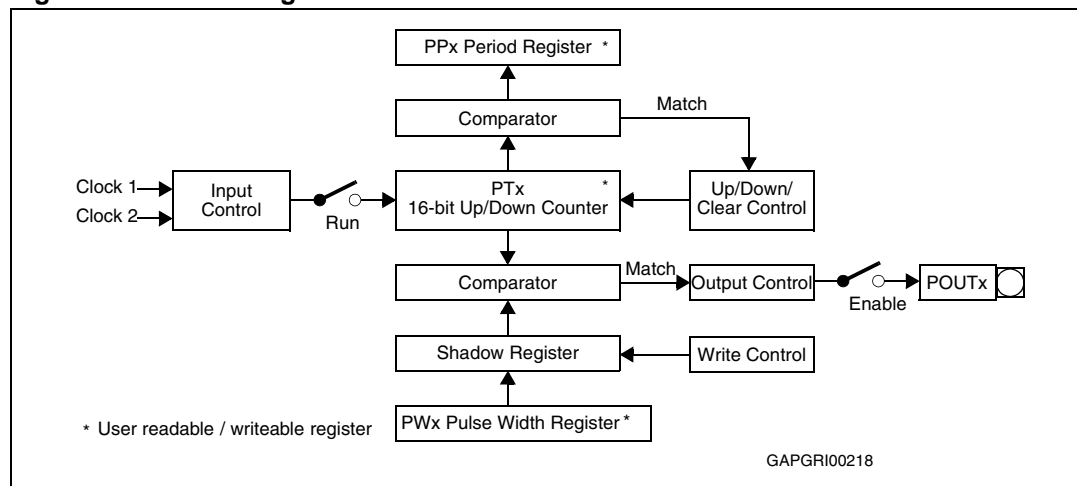 PPx Period Register *
Comparator
Match
Clock 1
Clock 2
Input
Control
Run
PTx *
16-bit Up/Down Counter
Up/Down/
Clear Control
Comparator
Match
Output Control
Enable
POUTx
Shadow Register
Write Control
PWx Pulse Width Register *
* User readable / writeable register
GAPGRI00218